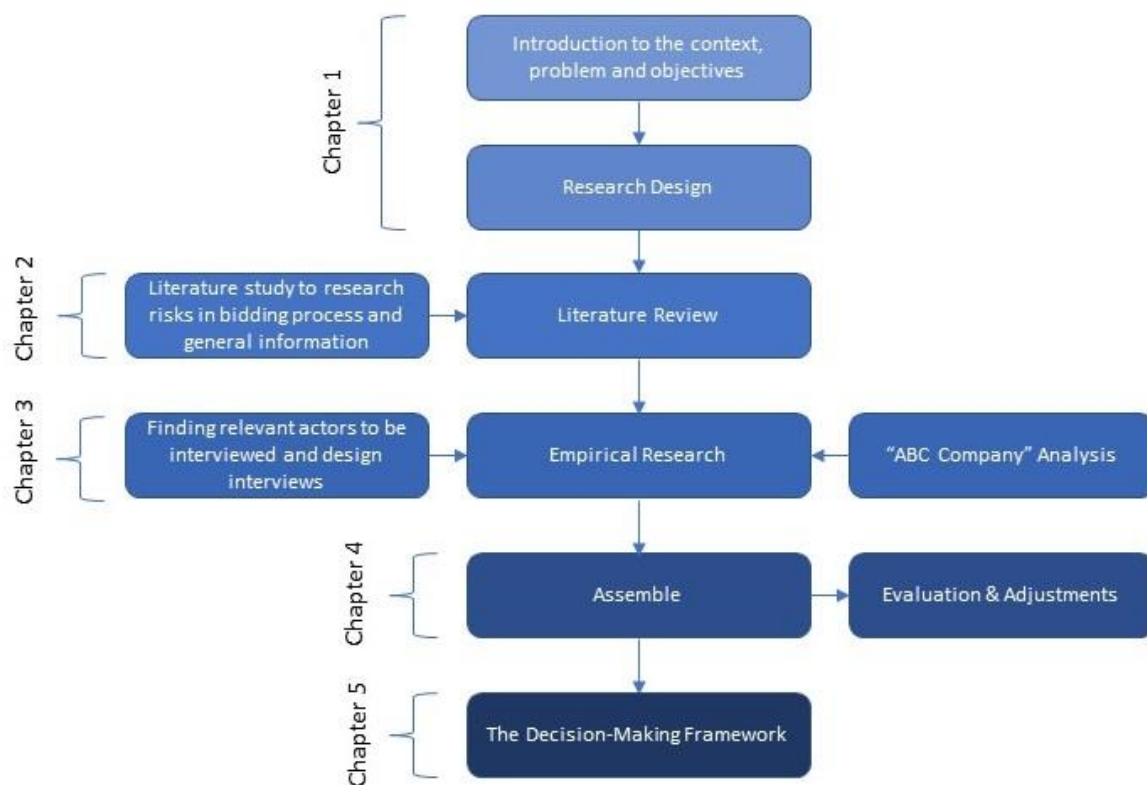 Chapter 1
Introduction to the context,
problem and objectives
Research Design
Chapter 2
Literature study to research
risks in bidding process and
general information
Literature Review
Chapter 3
Finding relevant actors to be
interviewed and design
interviews
Empirical Research
“ABC Company” Analysis
Chapter 4
Assemble
Evaluation & Adjustments
Chapter 5
The Decision-Making Framework